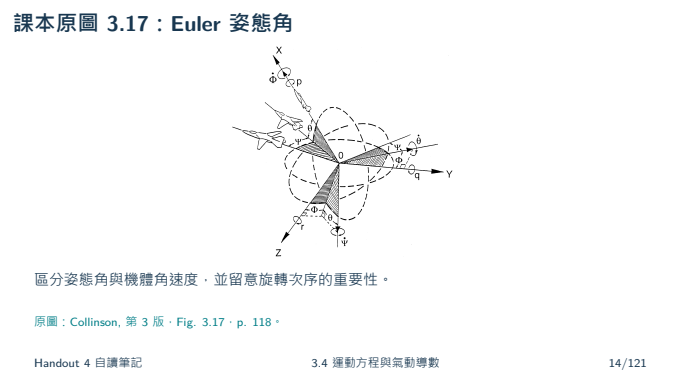 課本原圖 3.17：Euler 姿態角
X
Φ̇
p
θ
Ψ
0
Ψ
θ̇
Φ
q
Y
Φ
θ
r
Ψ̇
Z
區分姿態角與機體角速度，並留意旋轉次序的重要性。
原圖：Collinson, 第 3 版，Fig. 3.17，p. 118。
Handout 4 自讀筆記
3.4 運動方程與氣動導數
14/121